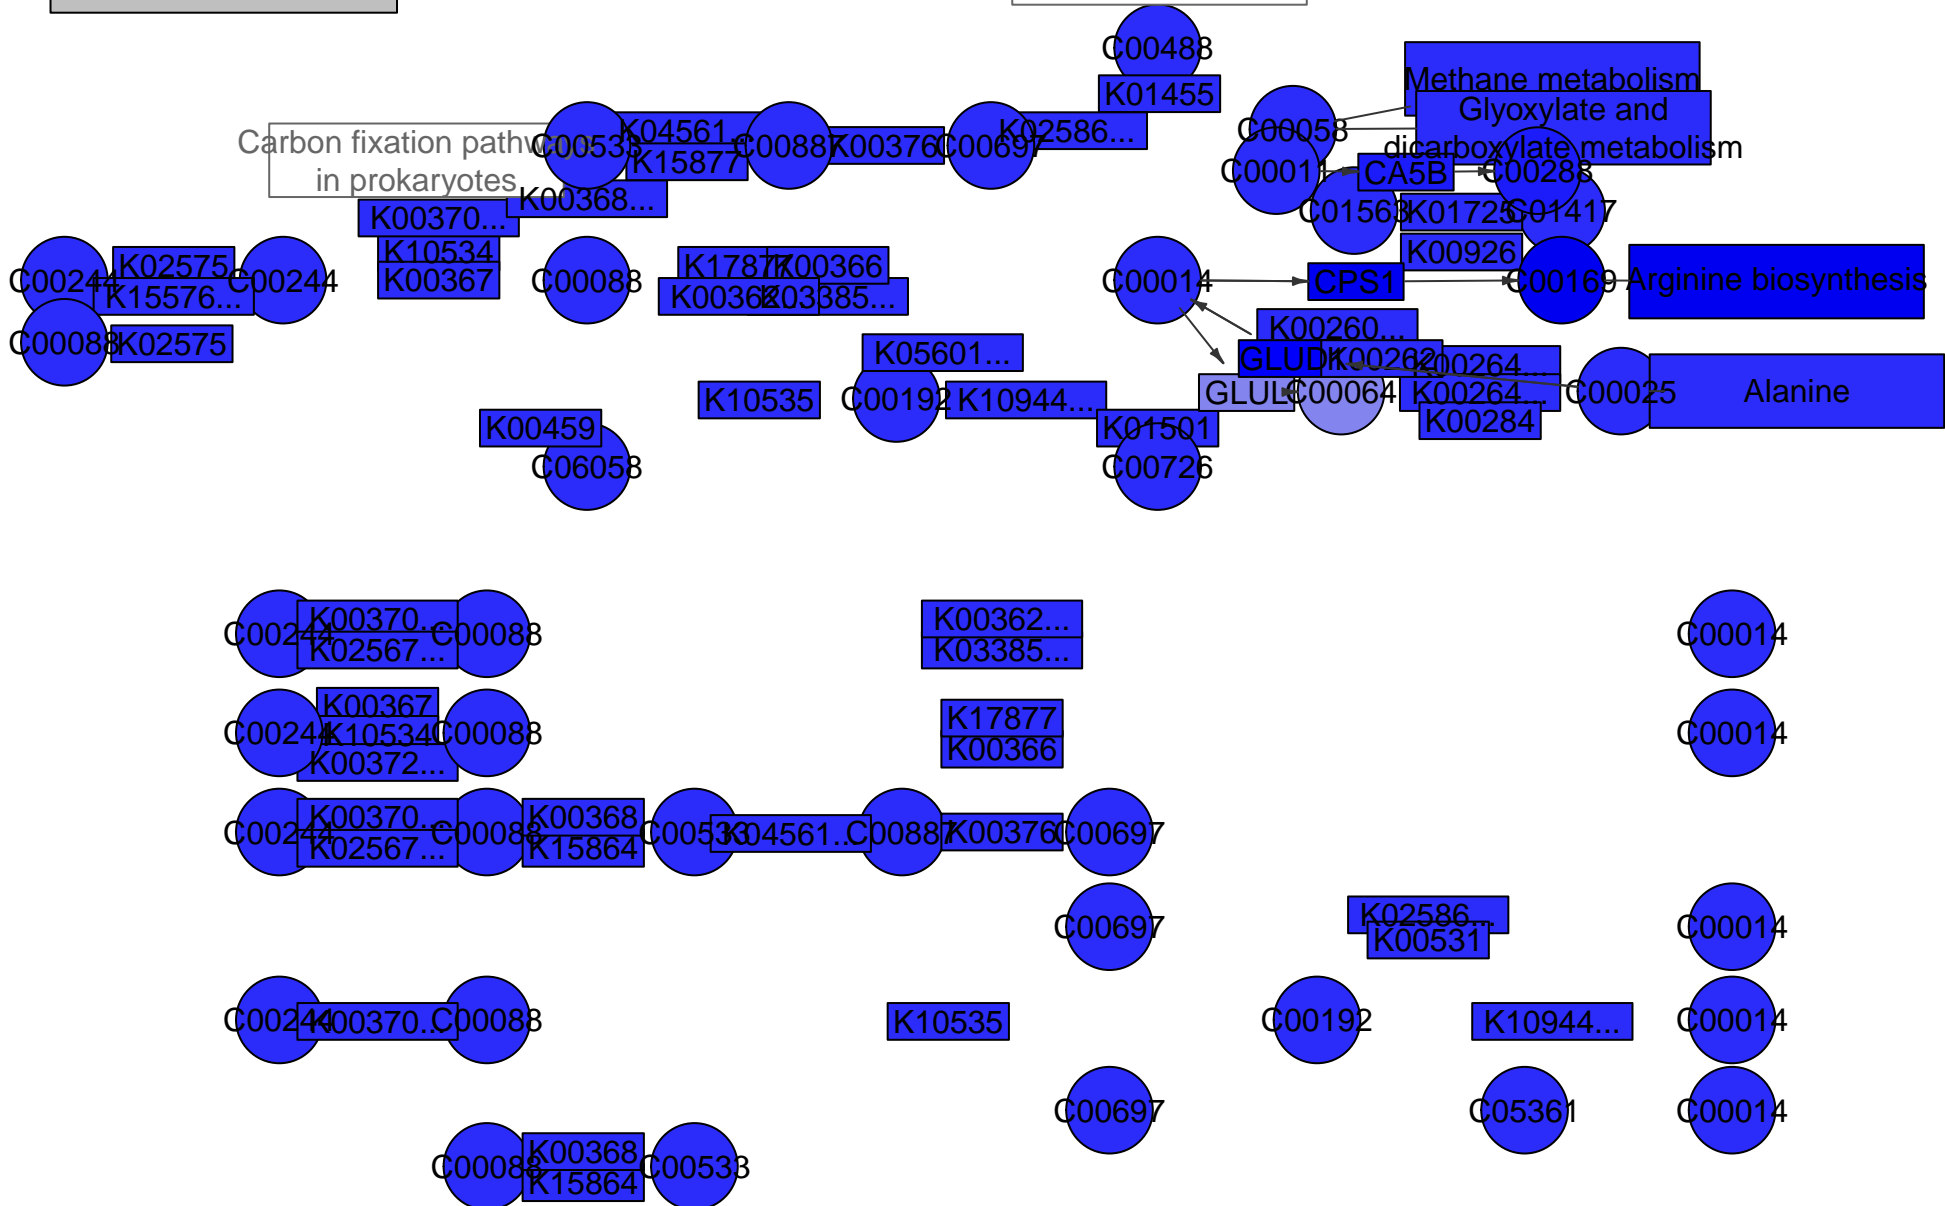 C00488
K01455
Methane metabolism
Glyoxylate and
dicarboxylate metabolism
C00058
Carbon fixation pathways
in prokaryotes
C00533
K04561...
K15877
C00887
K00376
C00697
K02586...
C00011
CA5B
C00288
K00368...
K00370...
C01563
K01725
C01417
K10534
K00367
K00926
C00244
K02575
K15576...
C00244
C00088
K17877
K00366
K00362...
K03385...
C00014
CPS1
C00169
Arginine biosynthesis
C00088
K02575
K05601...
K00260...
GLUD1
K00262
K00264...
K10535
C00192
K10944...
GLUL
C00064
K00264...
C00025
Alanine
K00459
K01501
K00284
C06058
C00726
C00244
K00370...
K02567...
C00088
K00362...
K03385...
C00014
C00244
K00367
K10534
K00372...
C00088
K17877
K00366
C00014
C00244
K00370...
K02567...
C00088
K00368
K15864
C00533
K04561...
C00887
K00376
C00697
C00697
K02586...
K00531
C00014
C00244
K00370...
C00088
K10535
C00192
K10944...
C00014
C00697
C05361
C00014
C00088
K00368
K15864
C00533